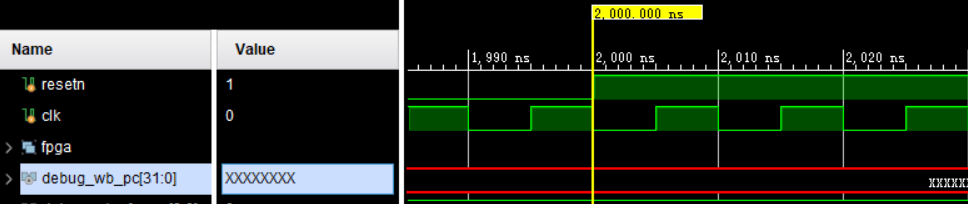 2,000.000 ns
Name Value
1,990 ns 2,000 ns 2,010 ns 2,020 ns
resetn 1
clk 0
fpga
debug_wb_pc[31:0] XXXXXXXX